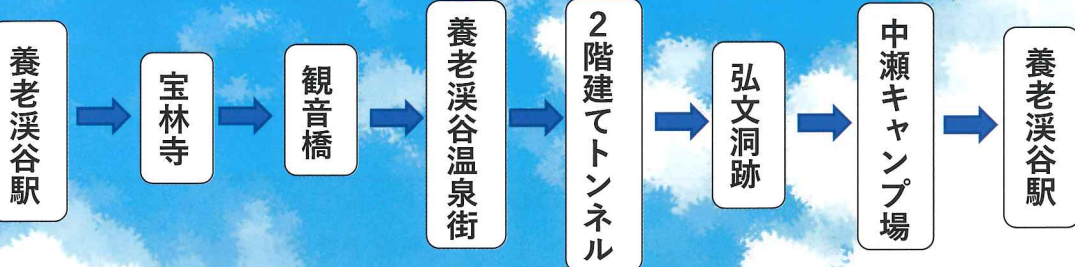 養老渓谷駅
宝林寺
観音橋
養老渓谷温泉街
2階建てトンネル
弘文洞跡
中瀬キャンプ場
養老渓谷駅